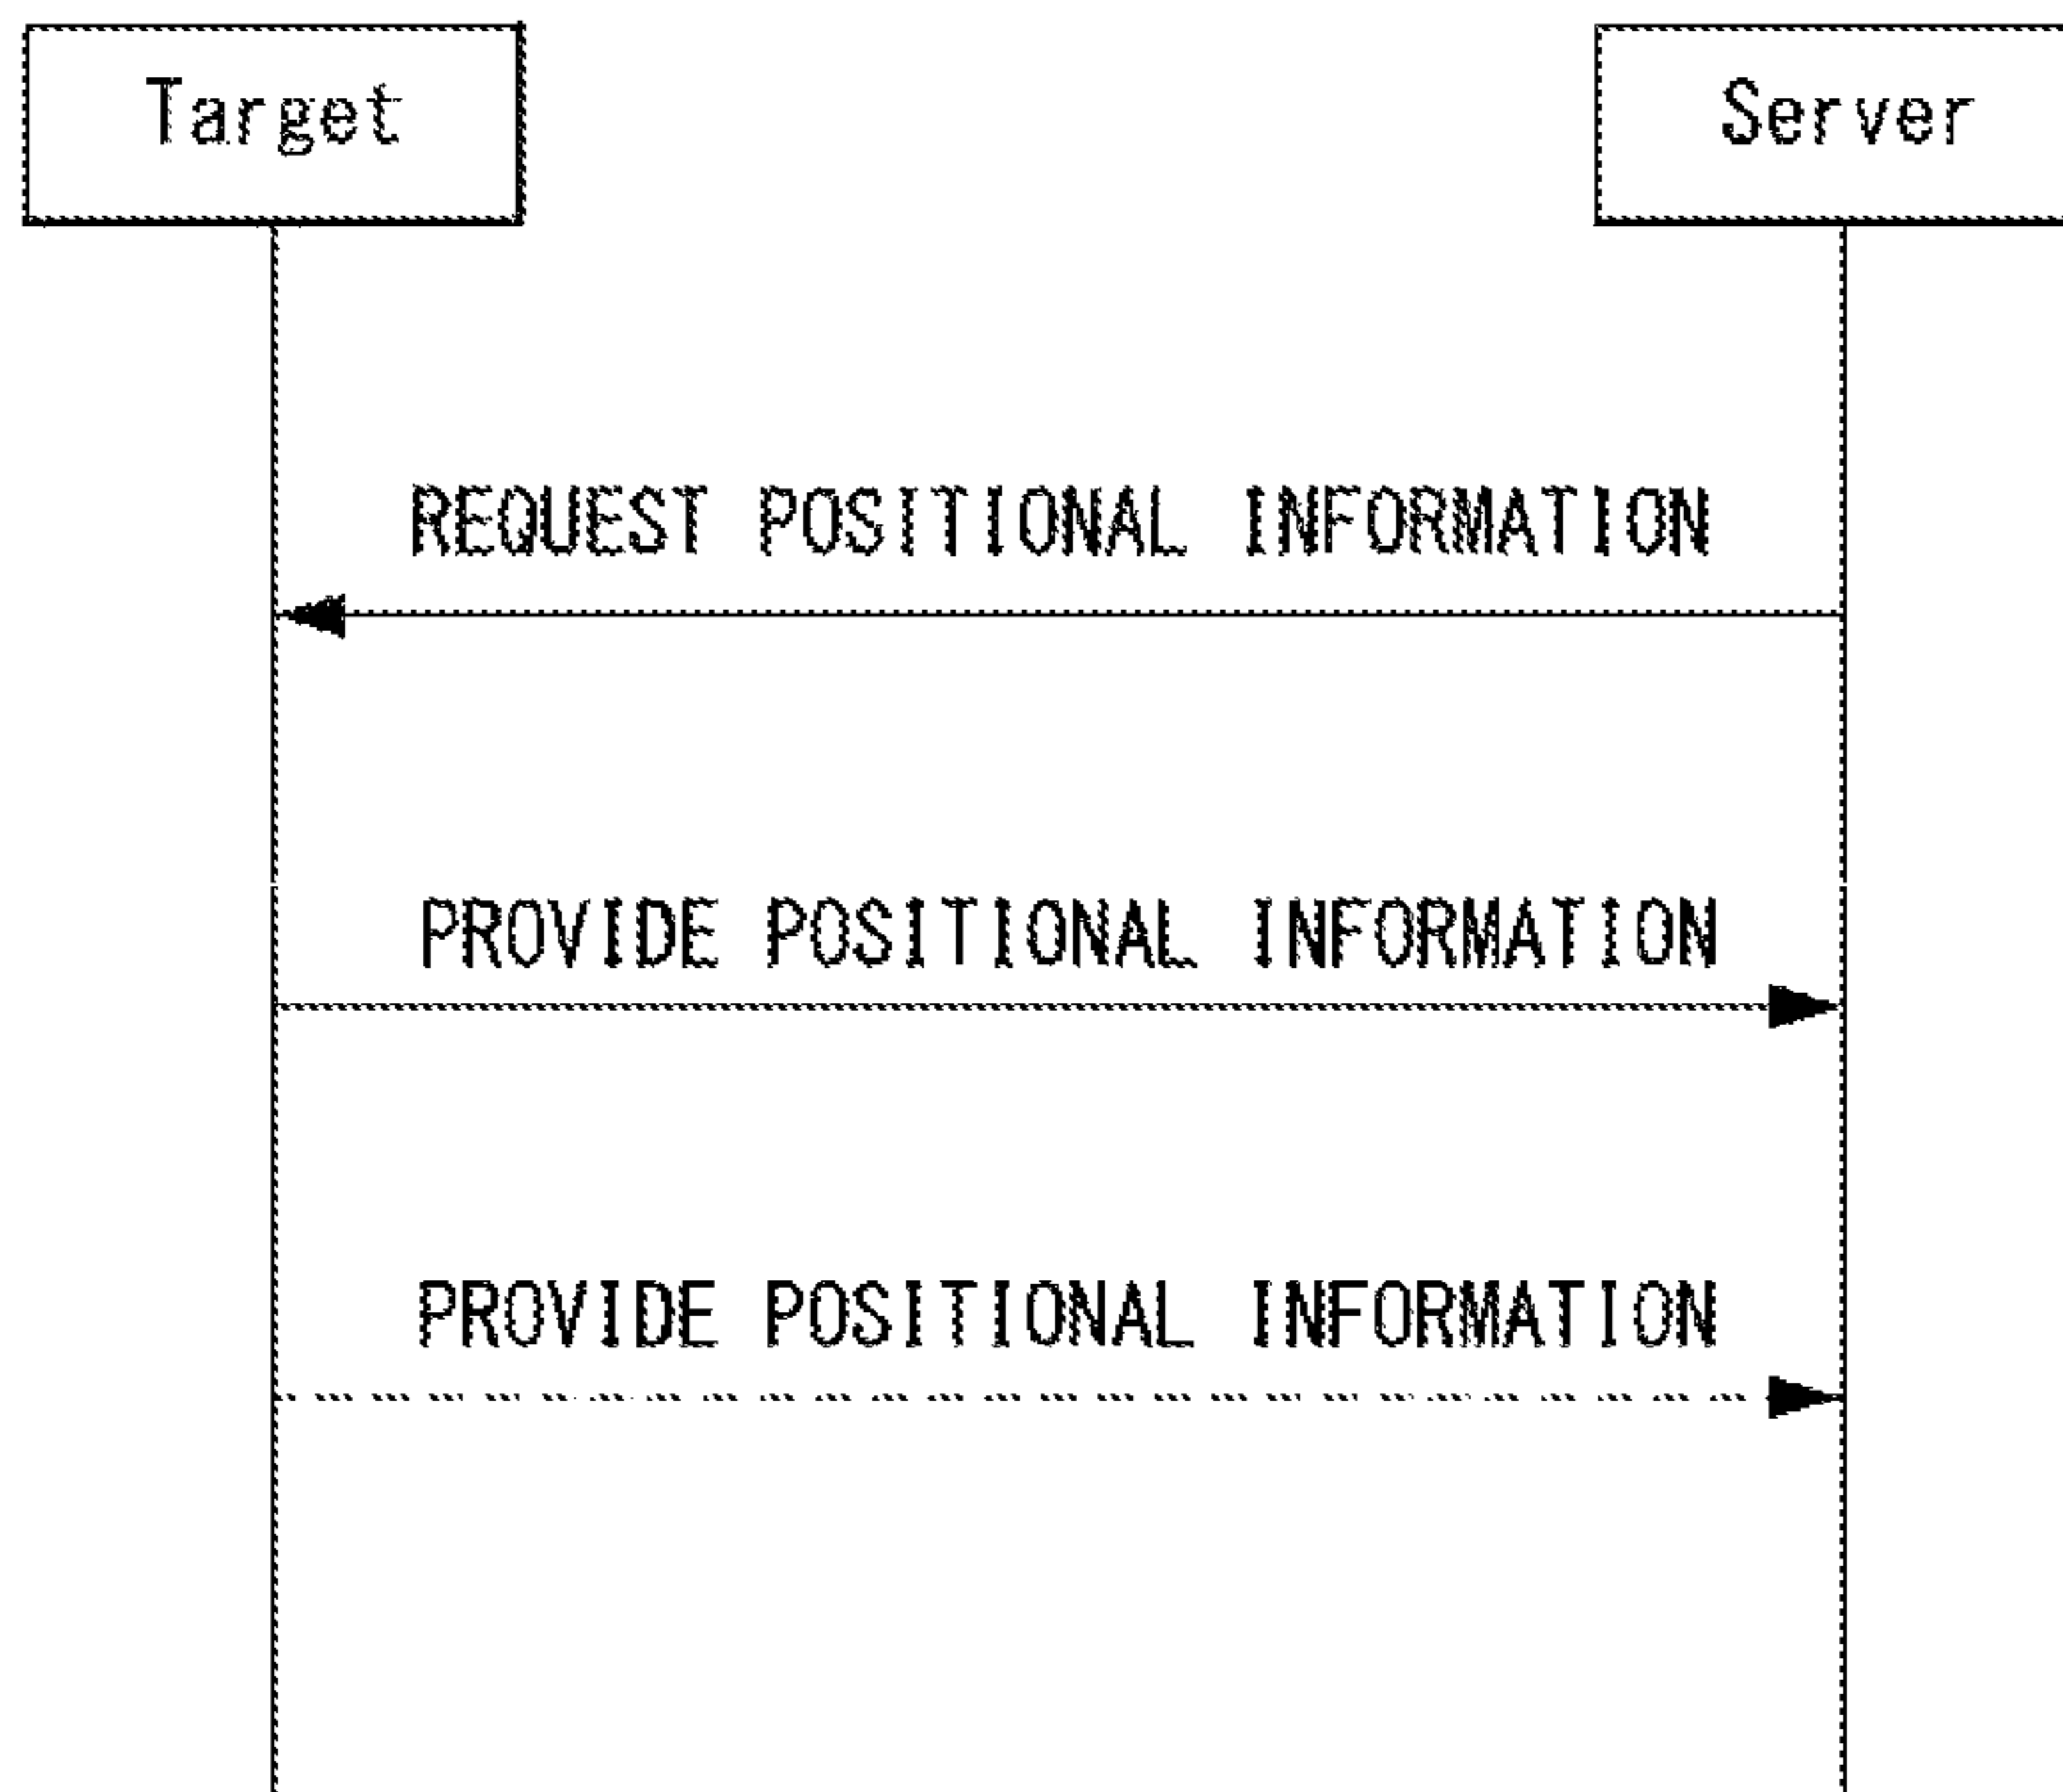 Target
Server
REQUEST POSITIONAL INFORMATION
PROVIDE POSITIONAL INFORMATION
PROVIDE POSITIONAL INFORMATION